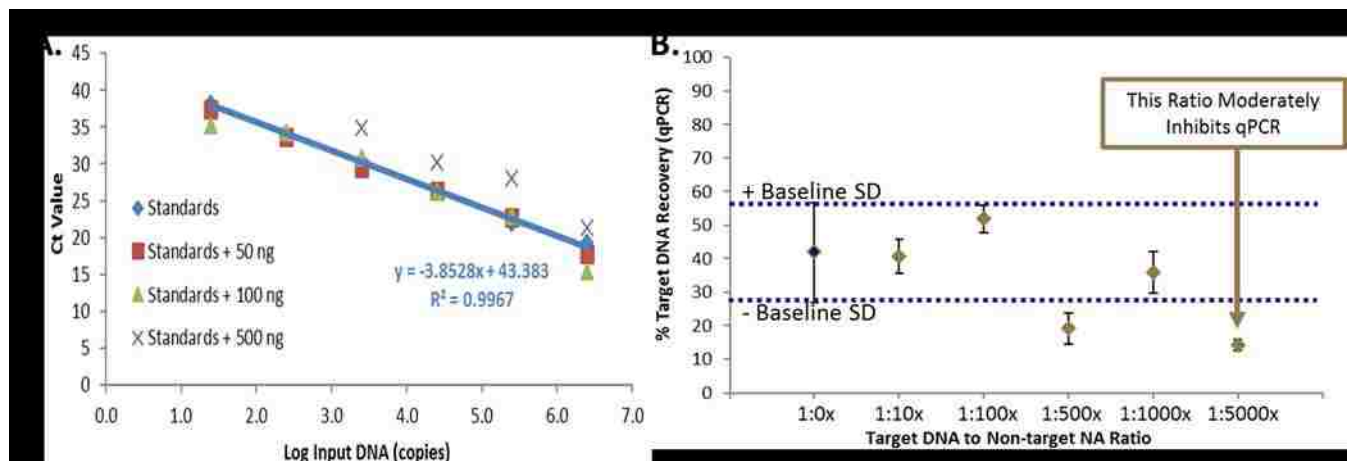 A.
45
40
35
30
25
20
15
10
5
0
Ct Value
Standards
Standards + 50 ng
Standards + 100 ng
Standards + 500 ng
y = -3.8528x + 43.383
R² = 0.9967
0.0 1.0 2.0 3.0 4.0 5.0 6.0 7.0
Log Input DNA (copies)
B.
100
90
80
70
60
50
40
30
20
10
0
% Target DNA Recovery (qPCR)
This Ratio Moderately
Inhibits qPCR
+ Baseline SD
- Baseline SD
1:0x 1:10x 1:100x 1:500x 1:1000x 1:5000x
Target DNA to Non-target NA Ratio